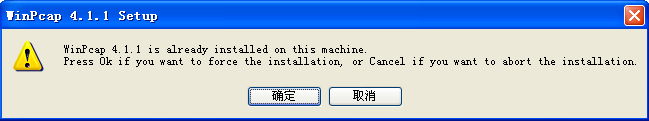 WinPcap 4.1.1 Setup
WinPcap 4.1.1 is already installed on this machine.
Press Ok if you want to force the installation, or Cancel if you want to abort the installation.
确定
取消